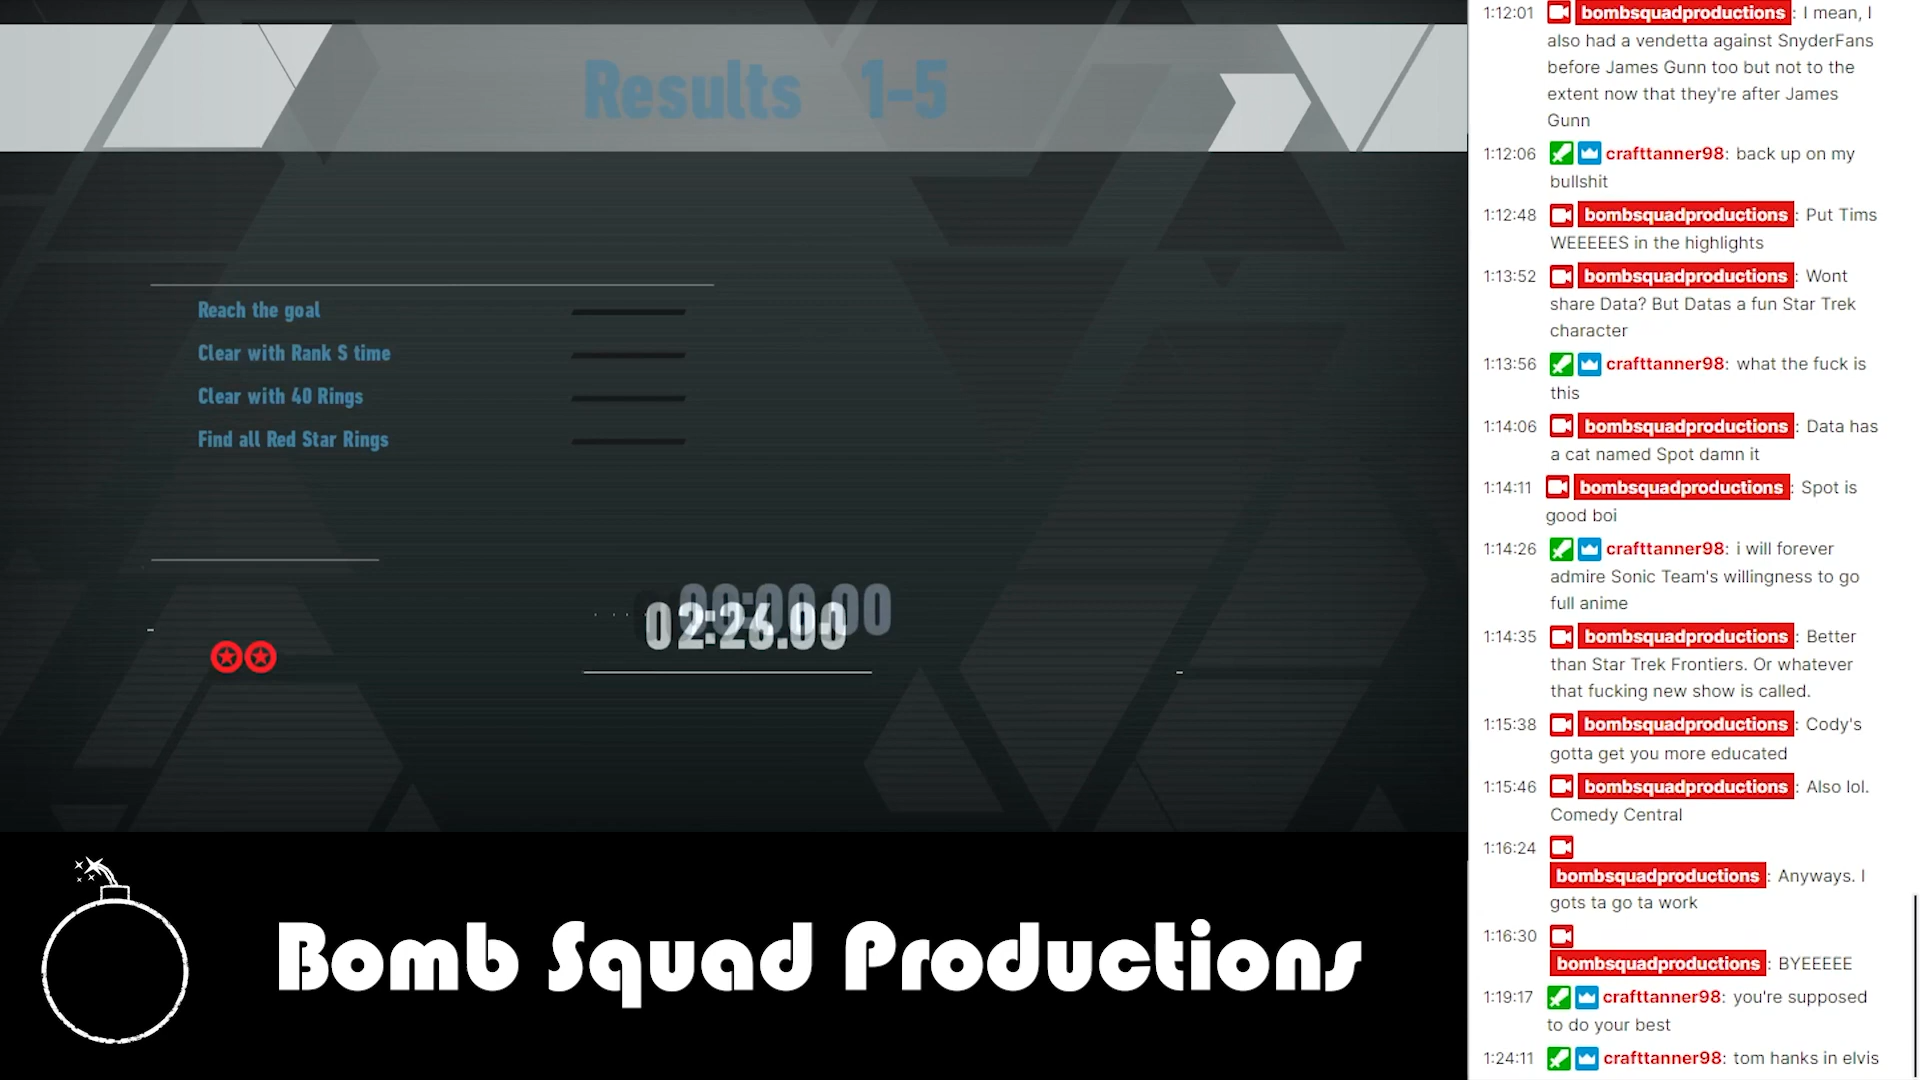 Results 1-5
Reach the goal
Clear with Rank S time
Clear with 40 Rings
Find all Red Star Rings
00:00.00
02:26.00
Bomb Squad Productions
1:12:01 bombsquadproductions: I mean, I
also had a vendetta against SnyderFans
before James Gunn too but not to the
extent now that they're after James
Gunn
1:12:06 crafttanner98: back up on my
bullshit
1:12:48 bombsquadproductions: Put Tims
WEEEEES in the highlights
1:13:52 bombsquadproductions: Wont
share Data? But Datas a fun Star Trek
character
1:13:56 crafttanner98: what the fuck is
this
1:14:06 bombsquadproductions: Data has
a cat named Spot damn it
1:14:11 bombsquadproductions: Spot is
good boi
1:14:26 crafttanner98: i will forever
admire Sonic Team's willingness to go
full anime
1:14:35 bombsquadproductions: Better
than Star Trek Frontiers. Or whatever
that fucking new show is called.
1:15:38 bombsquadproductions: Cody's
gotta get you more educated
1:15:46 bombsquadproductions: Also lol.
Comedy Central
1:16:24
bombsquadproductions: Anyways. I
gots ta go ta work
1:16:30
bombsquadproductions: BYEEEEE
1:19:17 crafttanner98: you're supposed
to do your best
1:24:11 crafttanner98: tom hanks in elvis